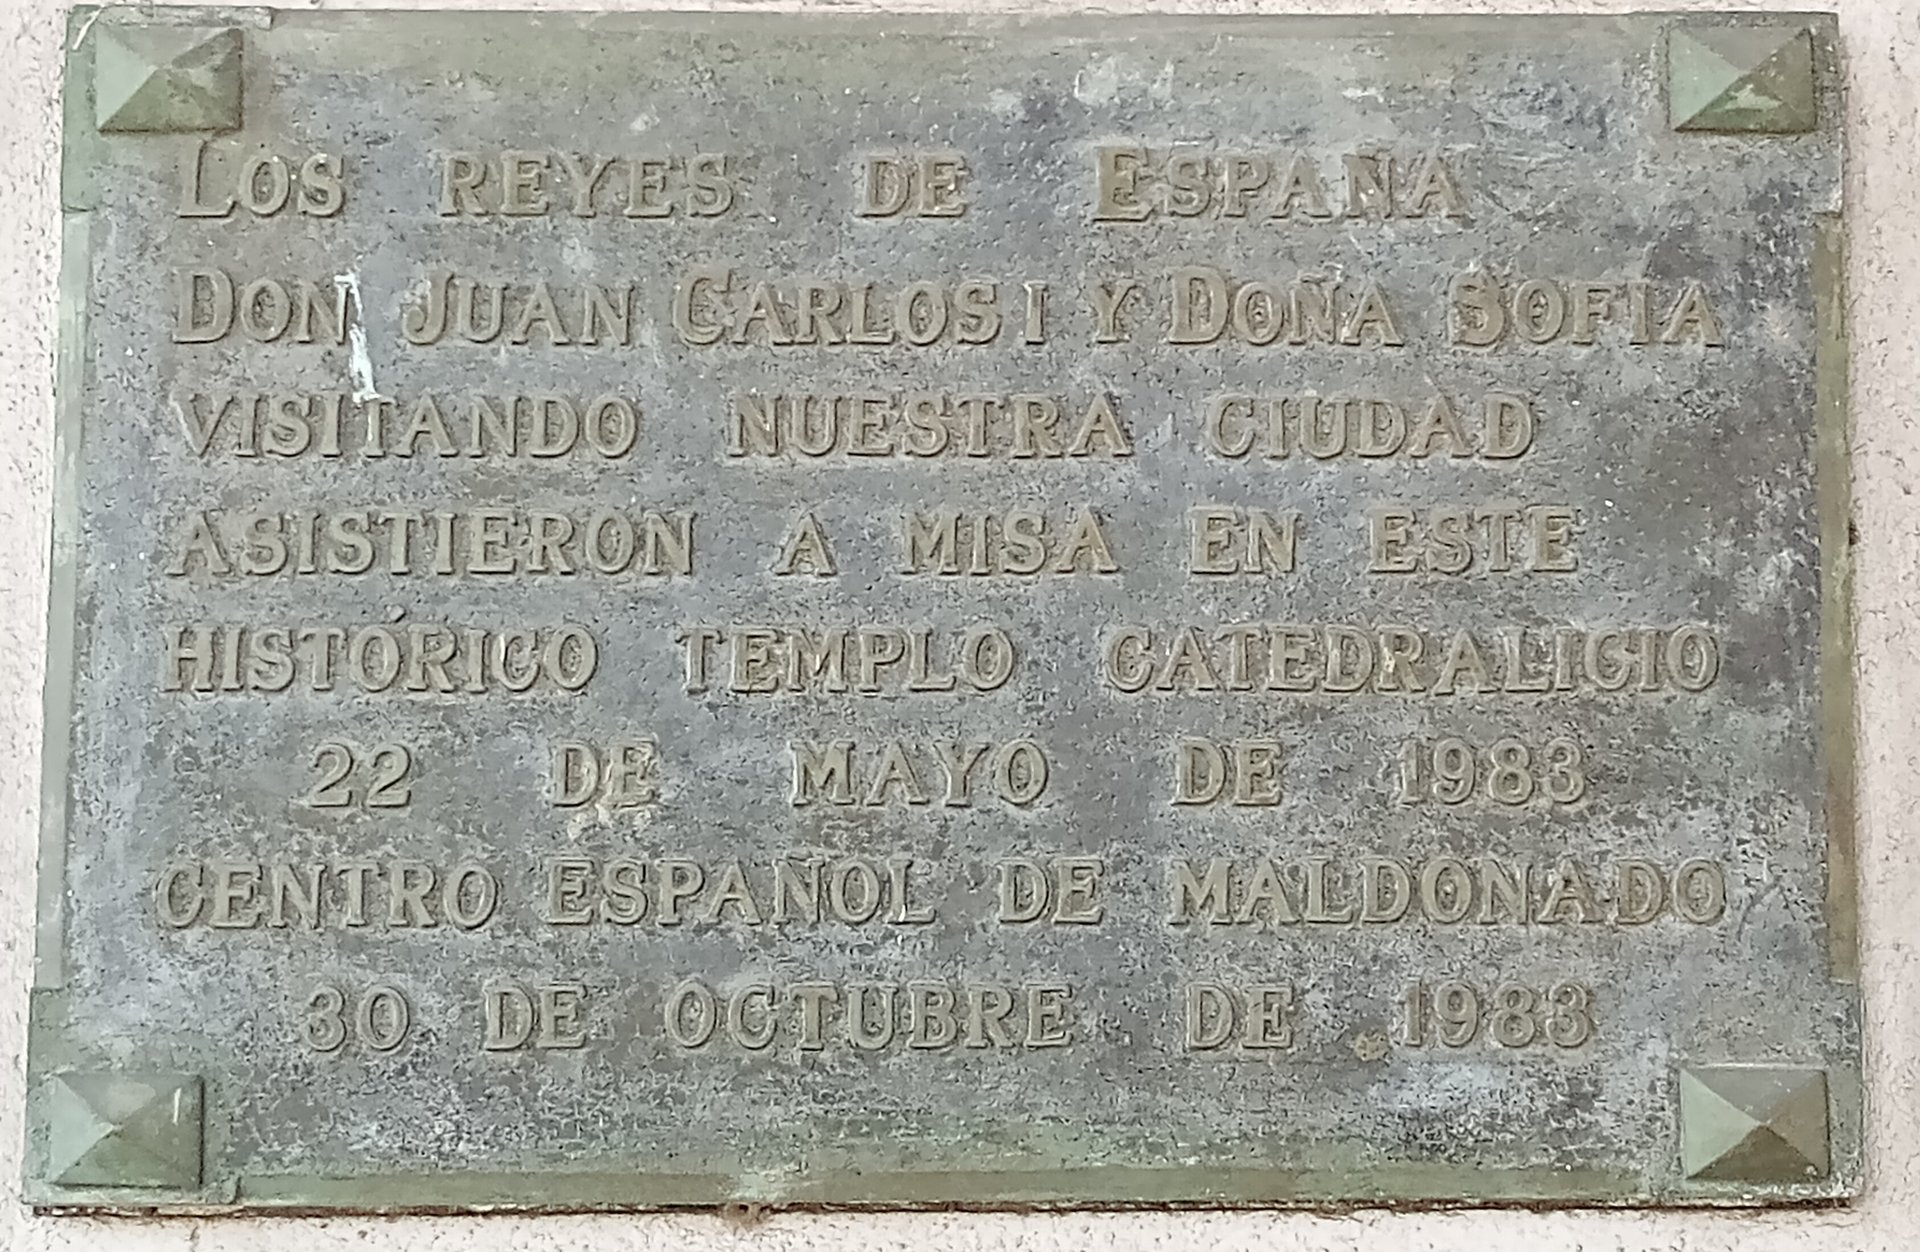 LOS REYES DE ESPAÑA
DON JUAN CARLOS I Y DOÑA SOFIA
VISITANDO NUESTRA CIUDAD
ASISTIERON A MISA EN ESTE
HISTÓRICO TEMPLO CATEDRALICIO
22 DE MAYO DE 1983
CENTRO ESPAÑOL DE MALDONADO
30 DE OCTUBRE DE 1983